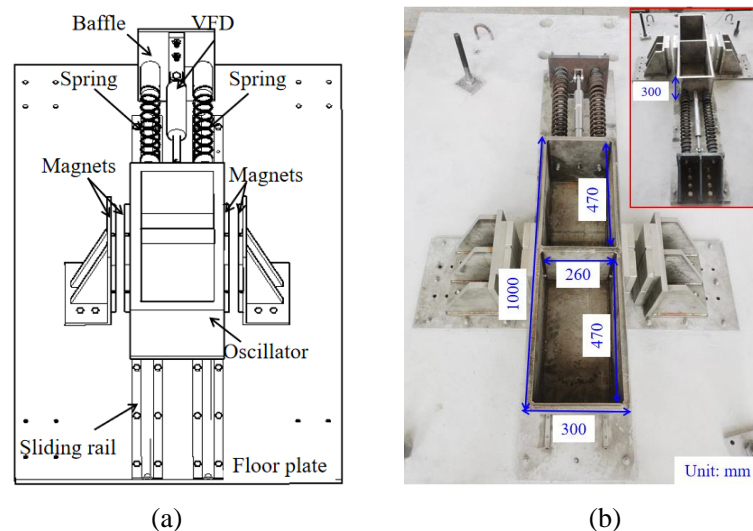 Baffle VFD
Spring Spring
Magnets Magnets
Oscillator
Sliding rail
Floor plate
(a)
300
470
260
1000
470
300
Unit: mm
(b)